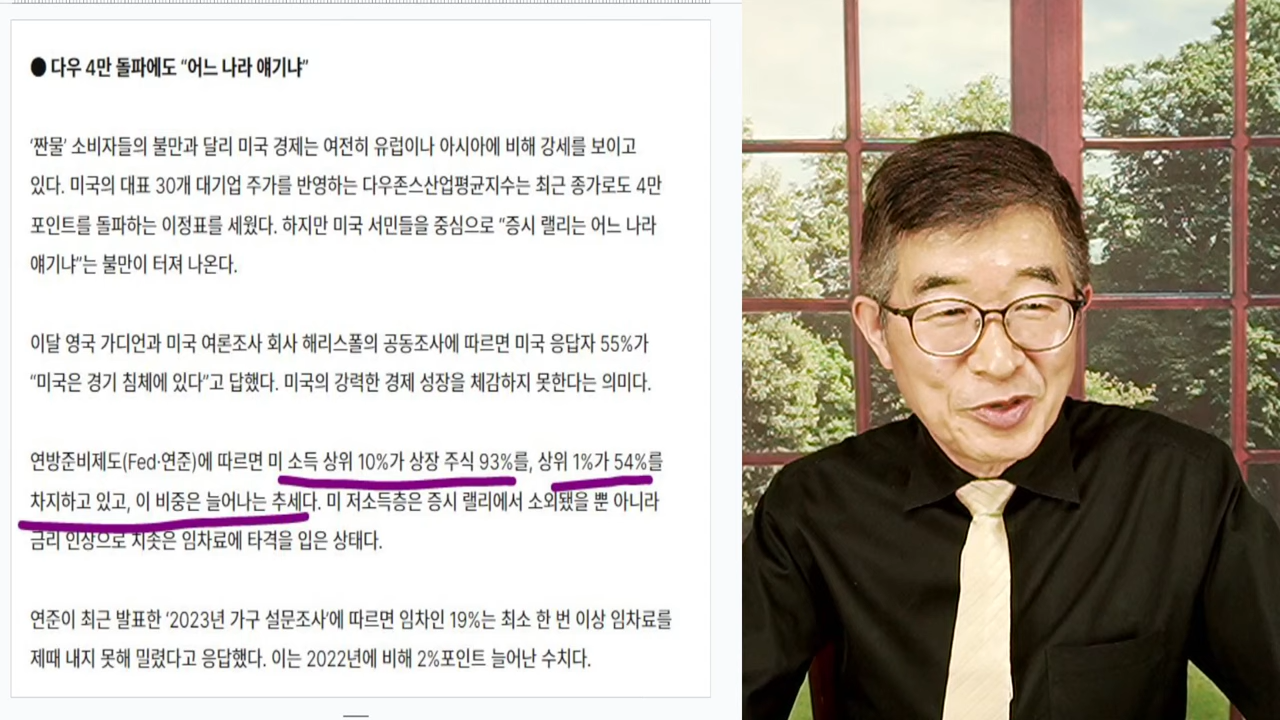 ● 다우 4만 돌파에도 “어느 나라 얘기냐”
‘짠물’ 소비자들의 불만과 달리 미국 경제는 여전히 유럽이나 아시아에 비해 강세를 보이고
있다. 미국의 대표 30개 대기업 주가를 반영하는 다우존스산업평균지수는 최근 종가로도 4만
포인트를 돌파하는 이정표를 세웠다. 하지만 미국 서민들을 중심으로 “증시 랠리는 어느 나라
얘기냐”는 불만이 터져 나온다.
이달 영국 가디언과 미국 여론조사 회사 해리스폴의 공동조사에 따르면 미국 응답자 55%가
“미국은 경기 침체에 있다”고 답했다. 미국의 강력한 경제 성장을 체감하지 못한다는 의미다.
연방준비제도(Fed·연준)에 따르면 미 소득 상위 10%가 상장 주식 93%를, 상위 1%가 54%를
차지하고 있고, 이 비중은 늘어나는 추세다. 미 저소득층은 증시 랠리에서 소외됐을 뿐 아니라
금리 인상으로 치솟은 임차료에 타격을 입은 상태다.
연준이 최근 발표한 ‘2023년 가구 설문조사’에 따르면 임차인 19%는 최소 한 번 이상 임차료를
제때 내지 못해 밀렸다고 응답했다. 이는 2022년에 비해 2%포인트 늘어난 수치다.